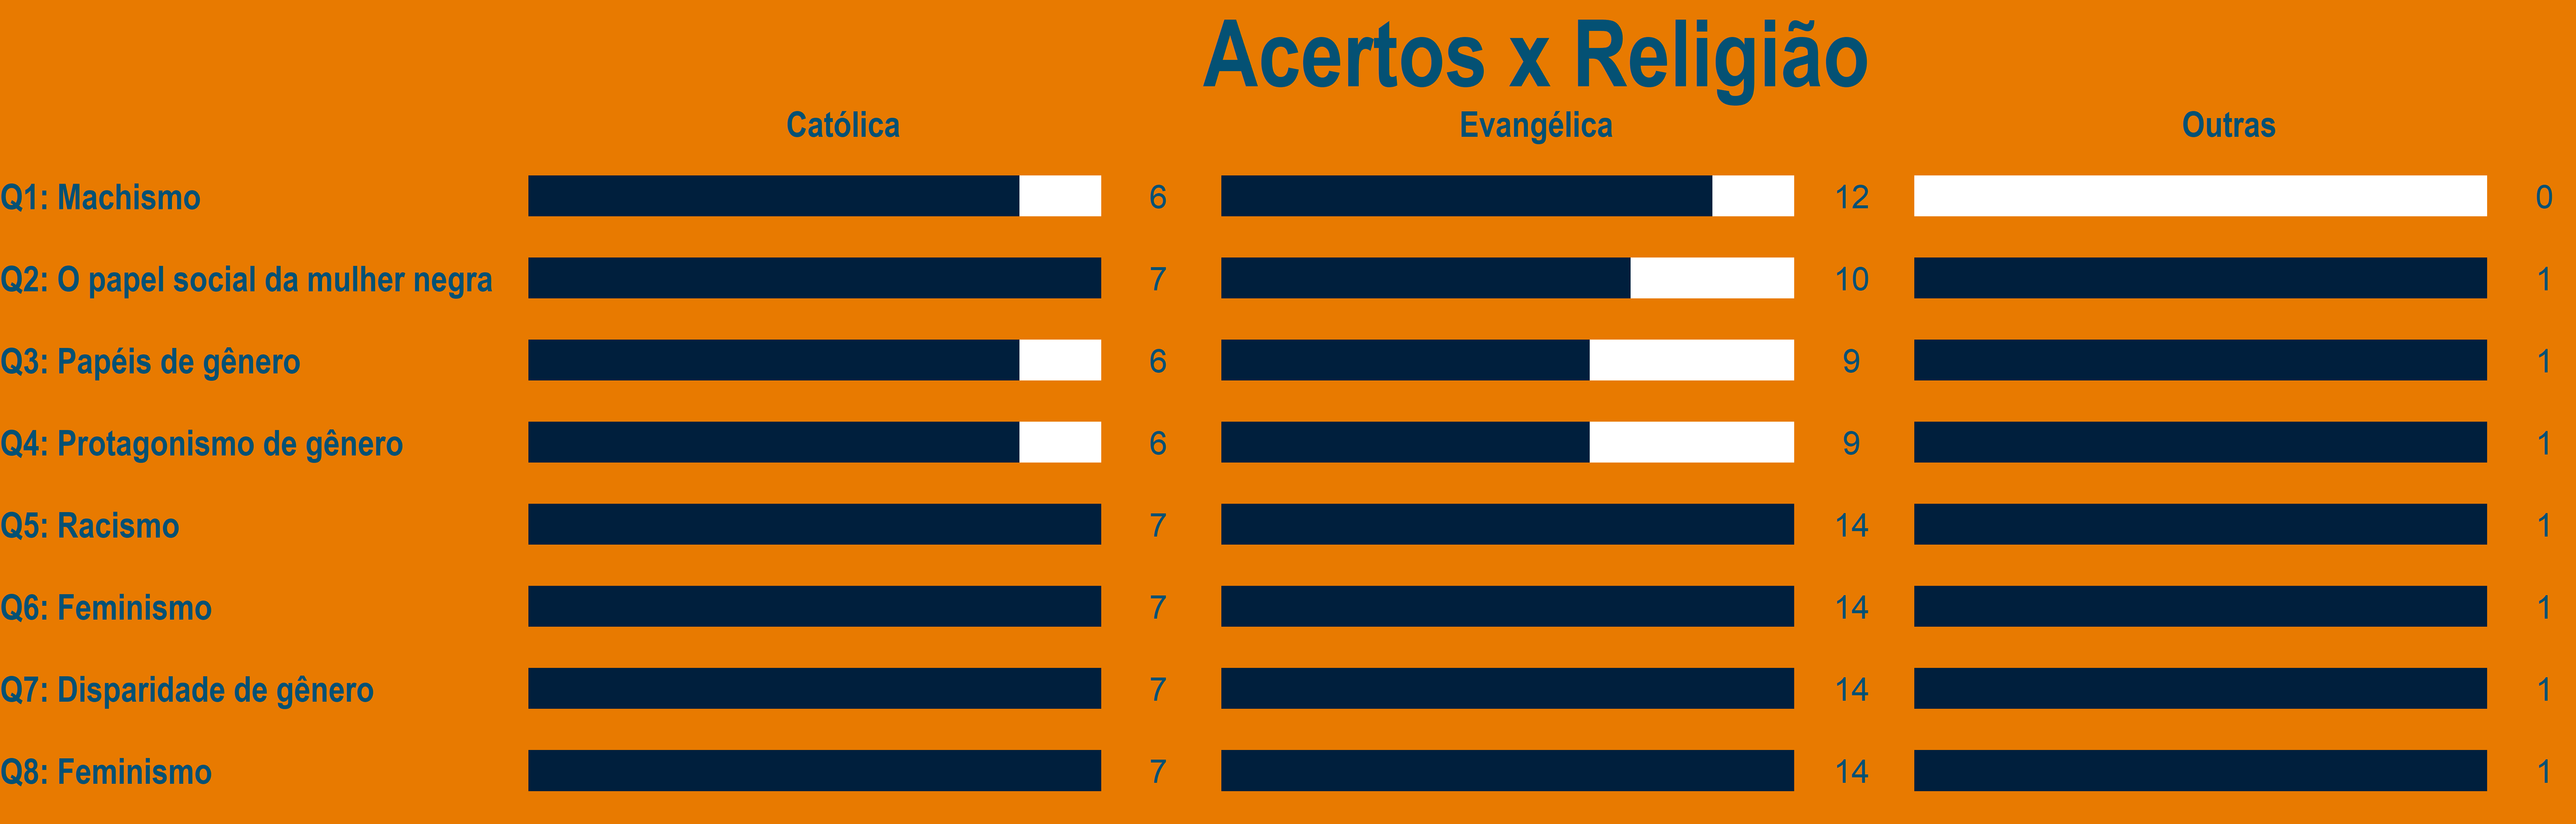 Acertos x Religião
Católica Evangélica Outras
Q1: Machismo 6 12 0
Q2: O papel social da mulher negra 7 10 1
Q3: Papéis de gênero 6 9 1
Q4: Protagonismo de gênero 6 9 1
Q5: Racismo 7 14 1
Q6: Feminismo 7 14 1
Q7: Disparidade de gênero 7 14 1
Q8: Feminismo 7 14 1